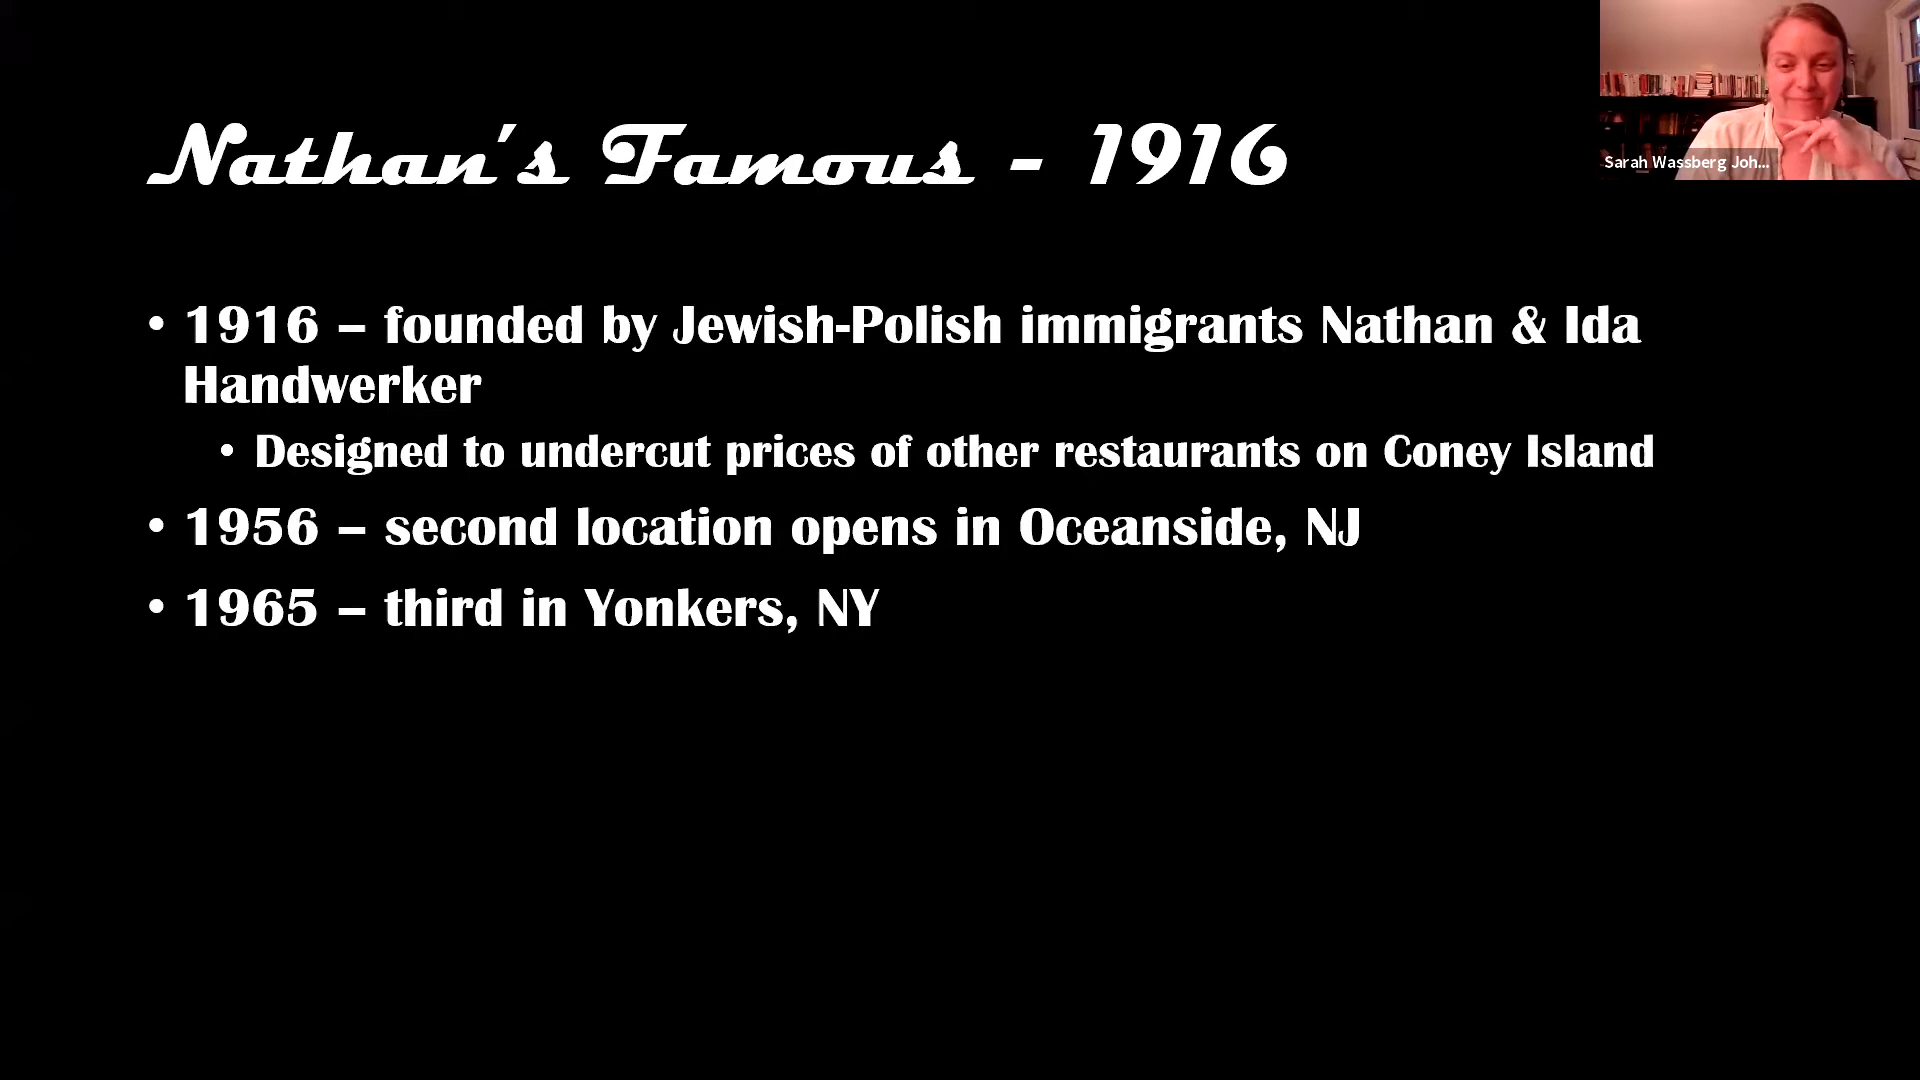 Nathan's Famous - 1916
• 1916 – founded by Jewish-Polish immigrants Nathan & Ida
Handwerker
• Designed to undercut prices of other restaurants on Coney Island
• 1956 – second location opens in Oceanside, NJ
• 1965 – third in Yonkers, NY
Sarah Wassberg Joh...